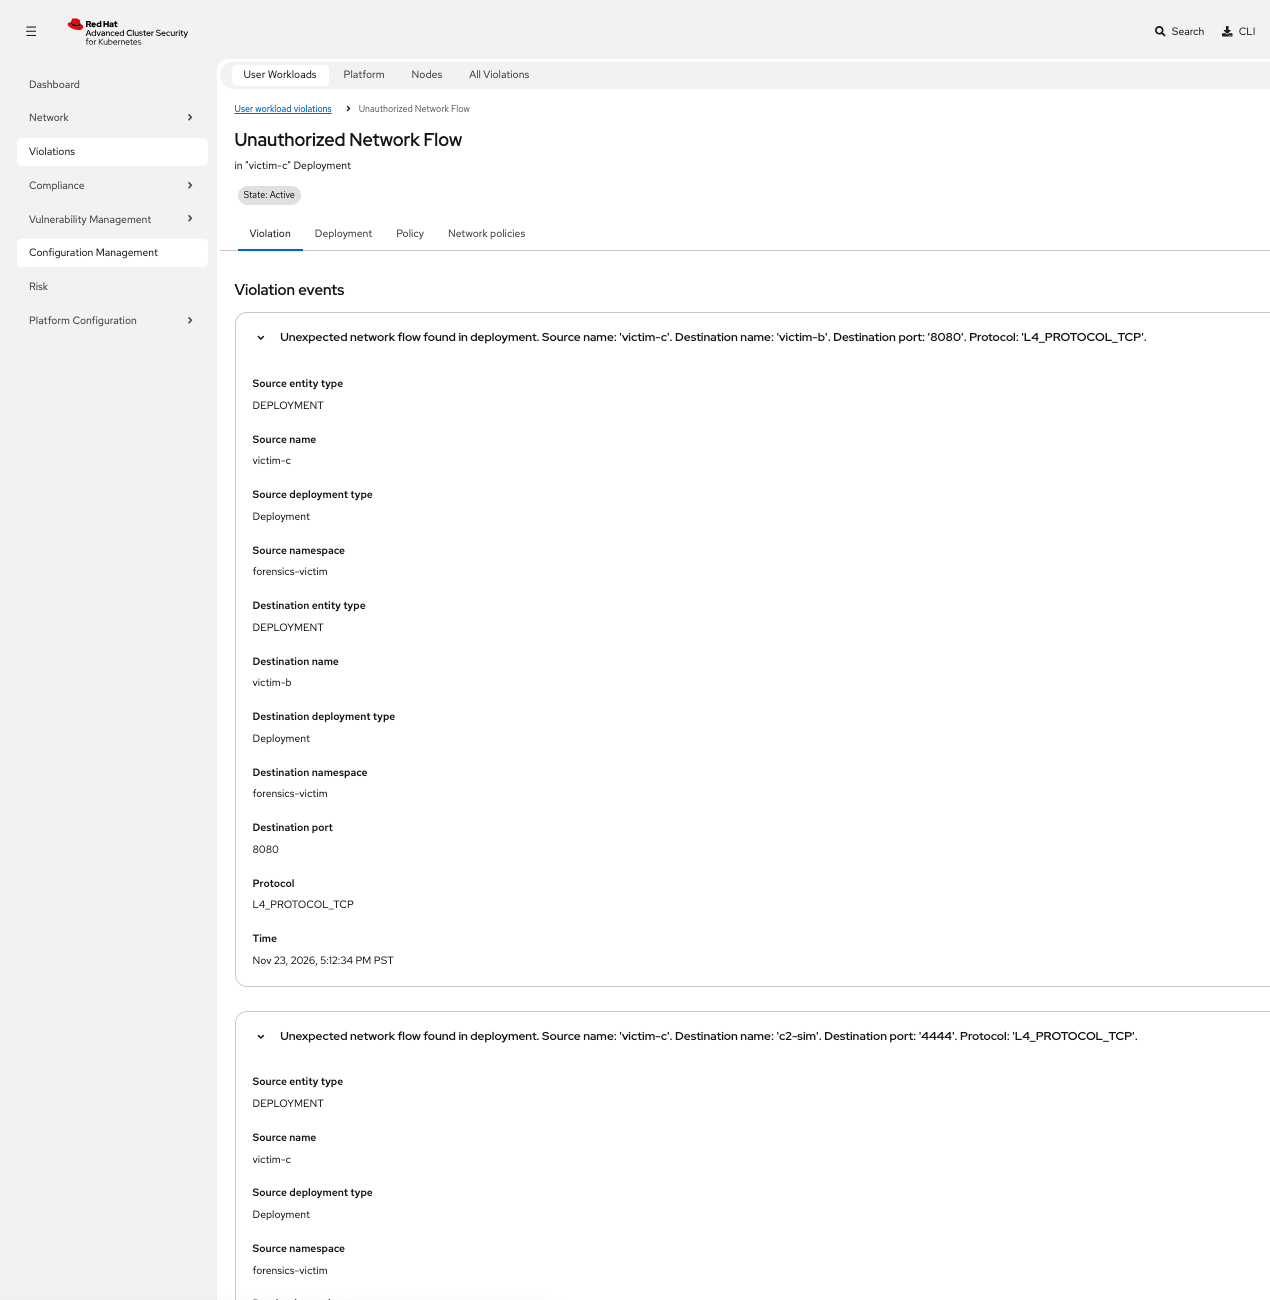 Red Hat
Advanced Cluster Security
for Kubernetes
Search
CLI
Dashboard
Network
Violations
Compliance
Vulnerability Management
Configuration Management
Risk
Platform Configuration
User Workloads
Platform
Nodes
All Violations
User workload violations
Unauthorized Network Flow
Unauthorized Network Flow
in "victim-c" Deployment
State: Active
Violation
Deployment
Policy
Network policies
Violation events
Unexpected network flow found in deployment. Source name: 'victim-c'. Destination name: 'victim-b'. Destination port: '8080'. Protocol: 'L4_PROTOCOL_TCP'.
Source entity type
DEPLOYMENT
Source name
victim-c
Source deployment type
Deployment
Source namespace
forensics-victim
Destination entity type
DEPLOYMENT
Destination name
victim-b
Destination deployment type
Deployment
Destination namespace
forensics-victim
Destination port
8080
Protocol
L4_PROTOCOL_TCP
Time
Nov 23, 2026, 5:12:34 PM PST
Unexpected network flow found in deployment. Source name: 'victim-c'. Destination name: 'c2-sim'. Destination port: '4444'. Protocol: 'L4_PROTOCOL_TCP'.
Source entity type
DEPLOYMENT
Source name
victim-c
Source deployment type
Deployment
Source namespace
forensics-victim